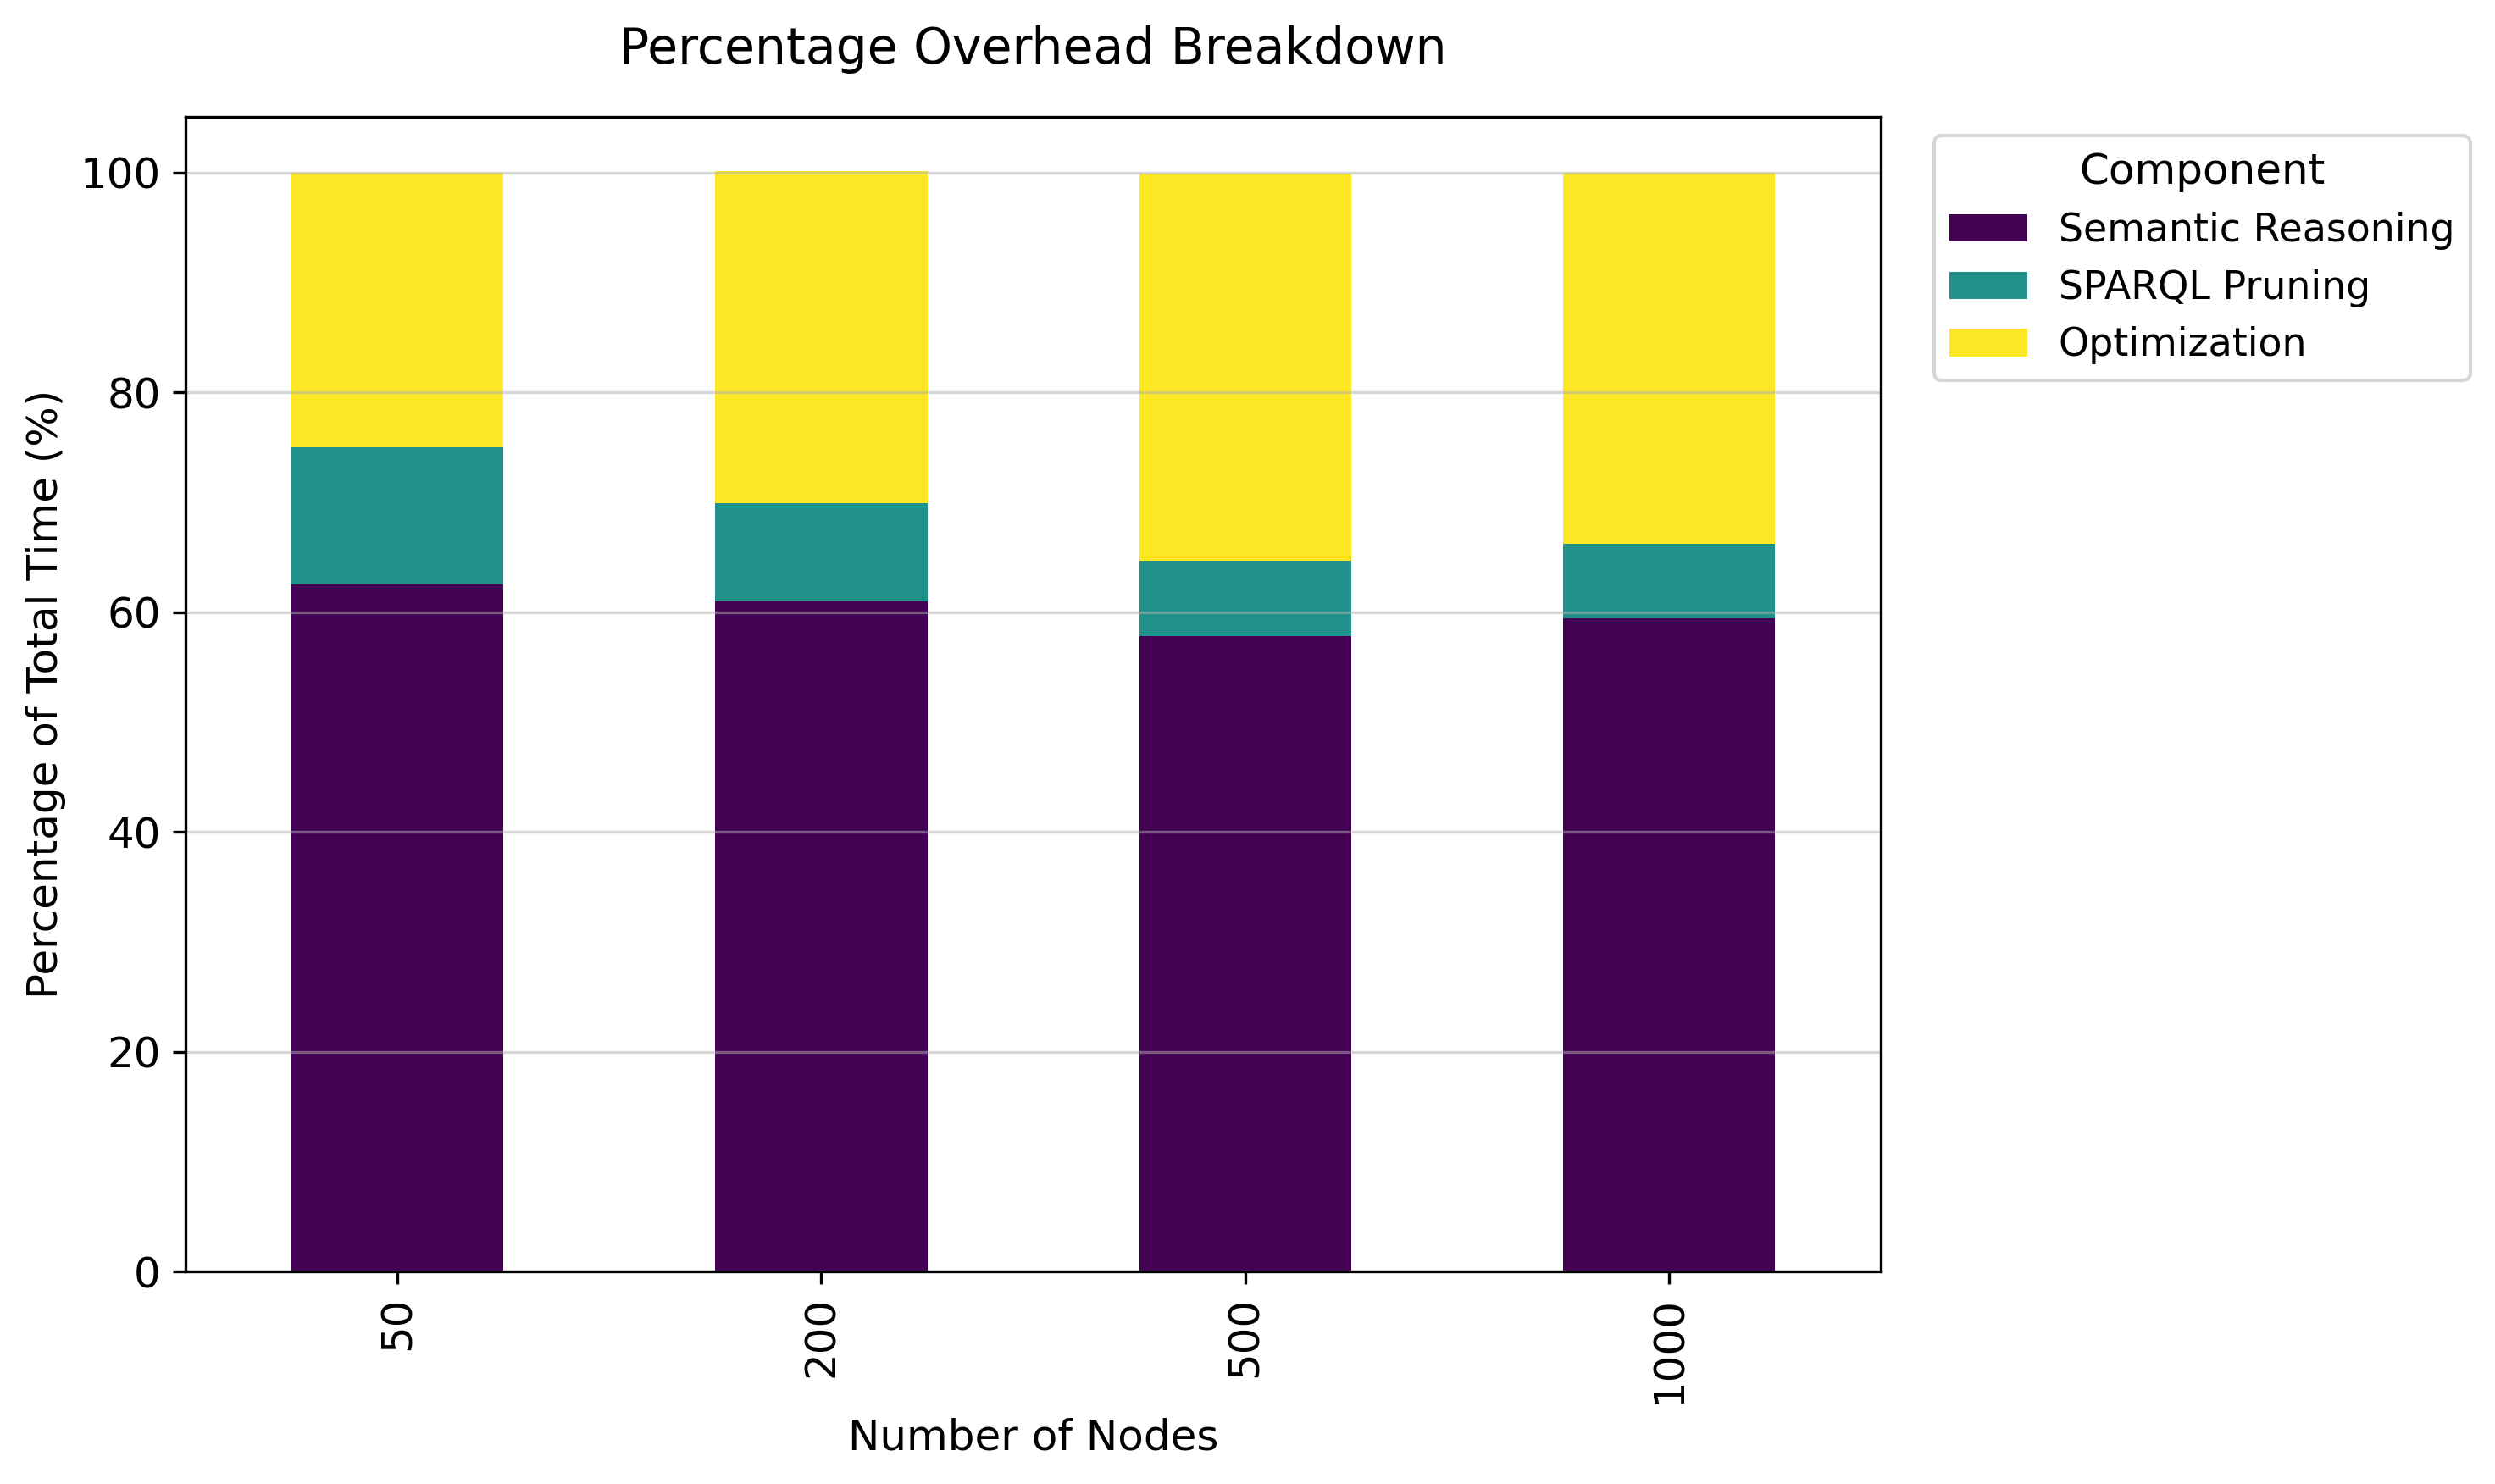 Percentage Overhead Breakdown
Percentage of Total Time (%)
100
80
60
40
20
0
50
200
500
1000
Number of Nodes
Component
Semantic Reasoning
SPARQL Pruning
Optimization